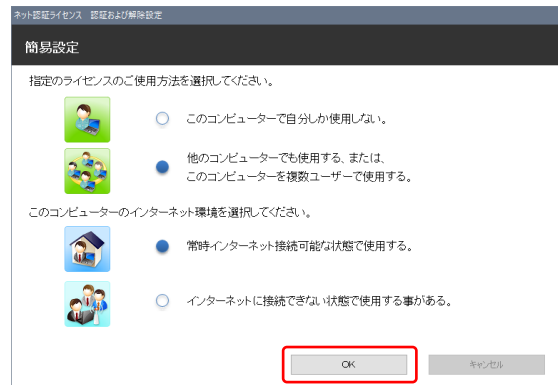 ネット認証ライセンス 認証および解除設定
簡易設定
指定のライセンスのご使用方法を選択してください。
このコンピューターで自分しか使用しない。
他のコンピューターでも使用する、または、
このコンピューターを複数ユーザーで使用する。
このコンピューターのインターネット環境を選択してください。
常時インターネット接続可能な状態で使用する。
インターネットに接続できない状態で使用する事がある。
OK
キャンセル